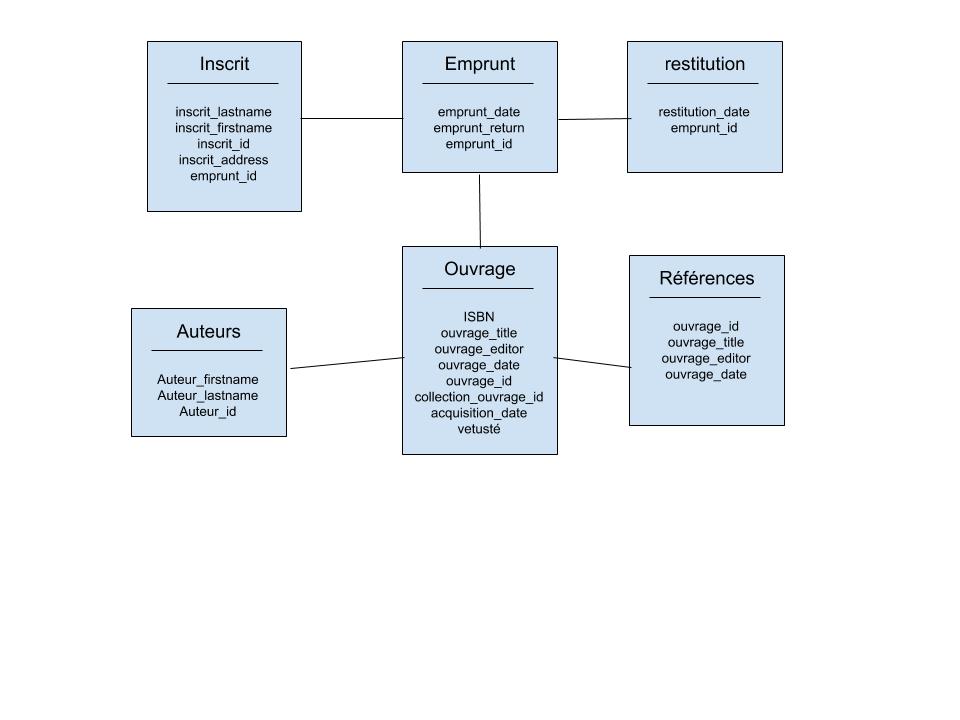 Inscrit
inscrit_lastname
inscrit_firstname
inscrit_id
inscrit_address
emprunt_id
Emprunt
emprunt_date
emprunt_return
emprunt_id
restitution
restitution_date
emprunt_id
Auteurs
Auteur_firstname
Auteur_lastname
Auteur_id
Ouvrage
ISBN
ouvrage_title
ouvrage_editor
ouvrage_date
ouvrage_id
collection_ouvrage_id
acquisition_date
vetusté
Références
ouvrage_id
ouvrage_title
ouvrage_editor
ouvrage_date